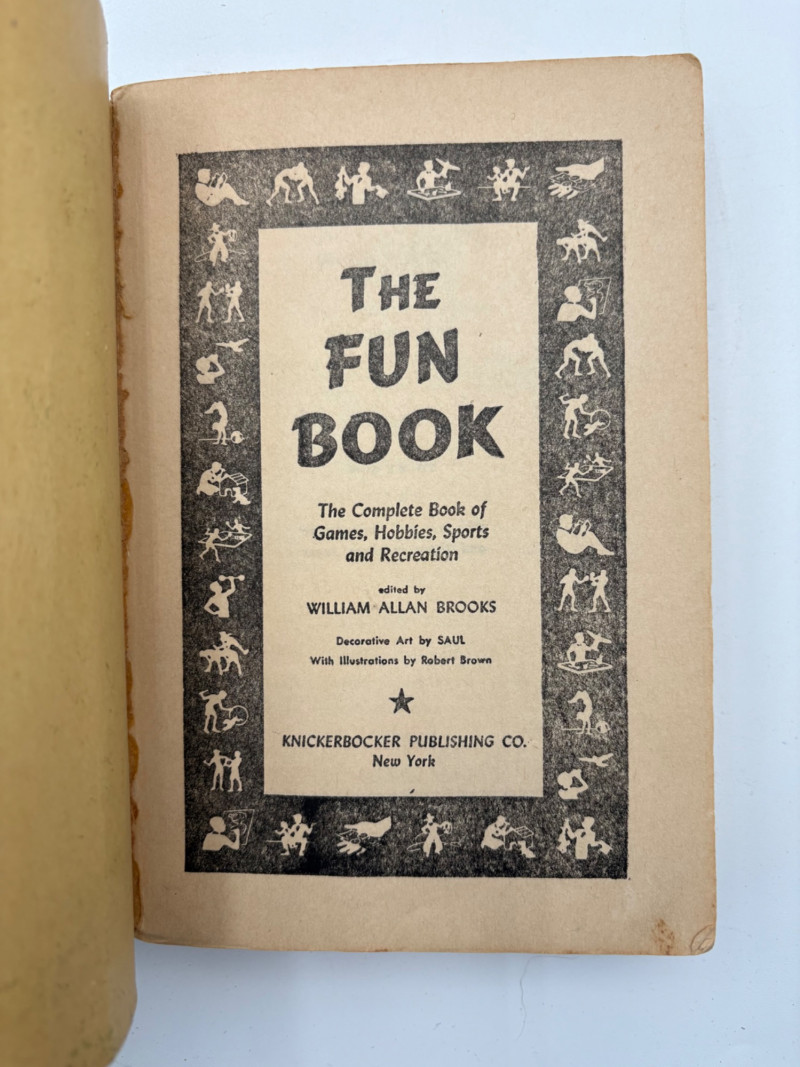 THE
FUN
BOOK
The Complete Book of
Games, Hobbies, Sports
and Recreation
edited by
WILLIAM ALLAN BROOKS
Decorative Art by SAUL
With Illustrations by Robert Brown
KNICKERBOCKER PUBLISHING CO.
New York